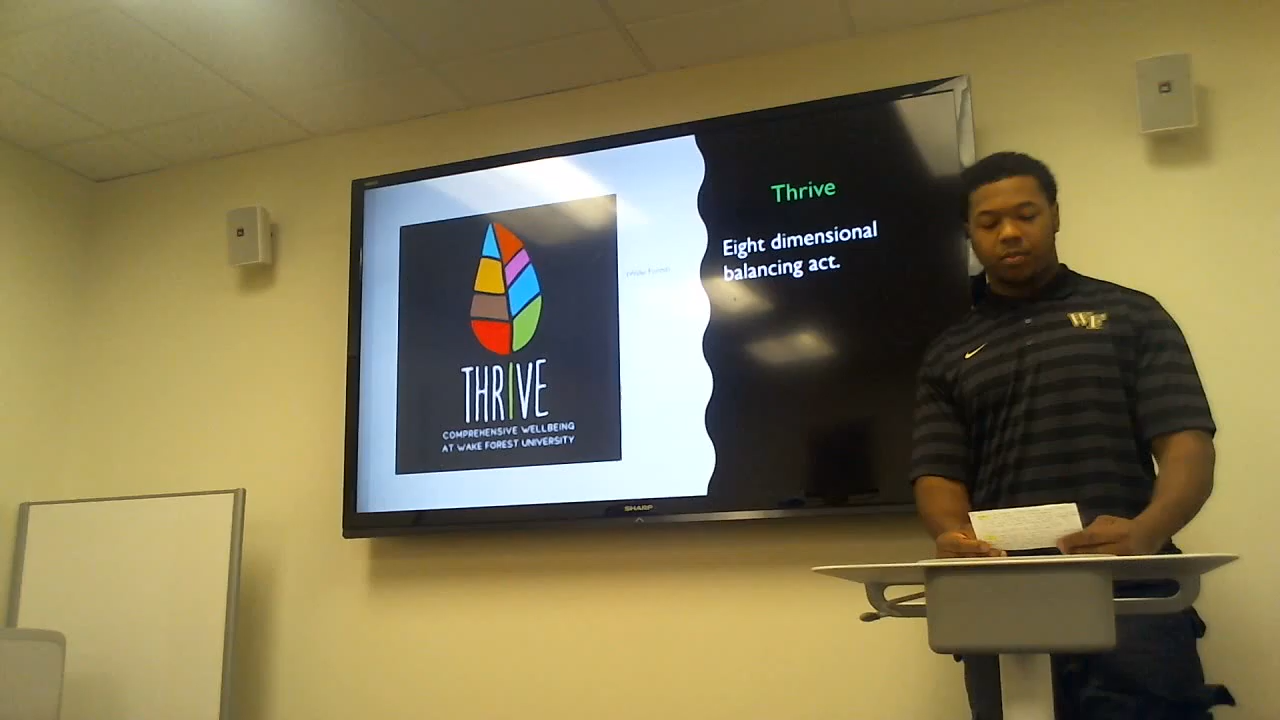 THRIVE
COMPREHENSIVE WELLBEING
AT WAKE FOREST UNIVERSITY
Thrive
Eight dimensional
balancing act.
SHARP
WF